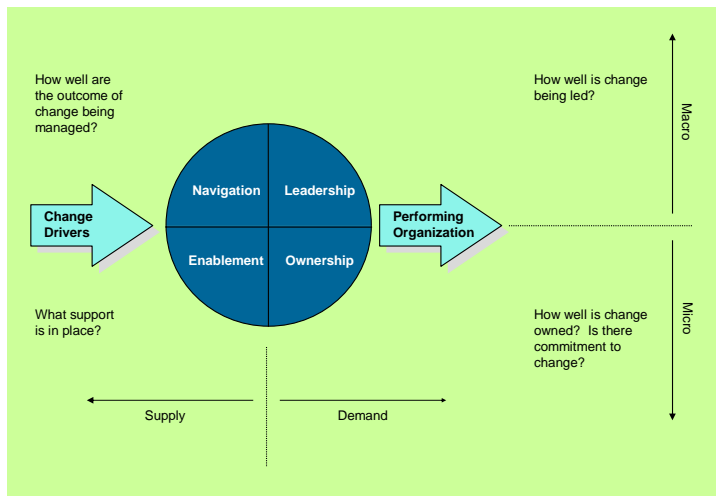 How well are
the outcome of
change being
managed?
How well is change
being led?
Macro
Navigation
Leadership
Change
Drivers
Performing
Organization
Enablement
Ownership
What support
is in place?
How well is change
owned?  Is there
commitment to
change?
Micro
Supply
Demand